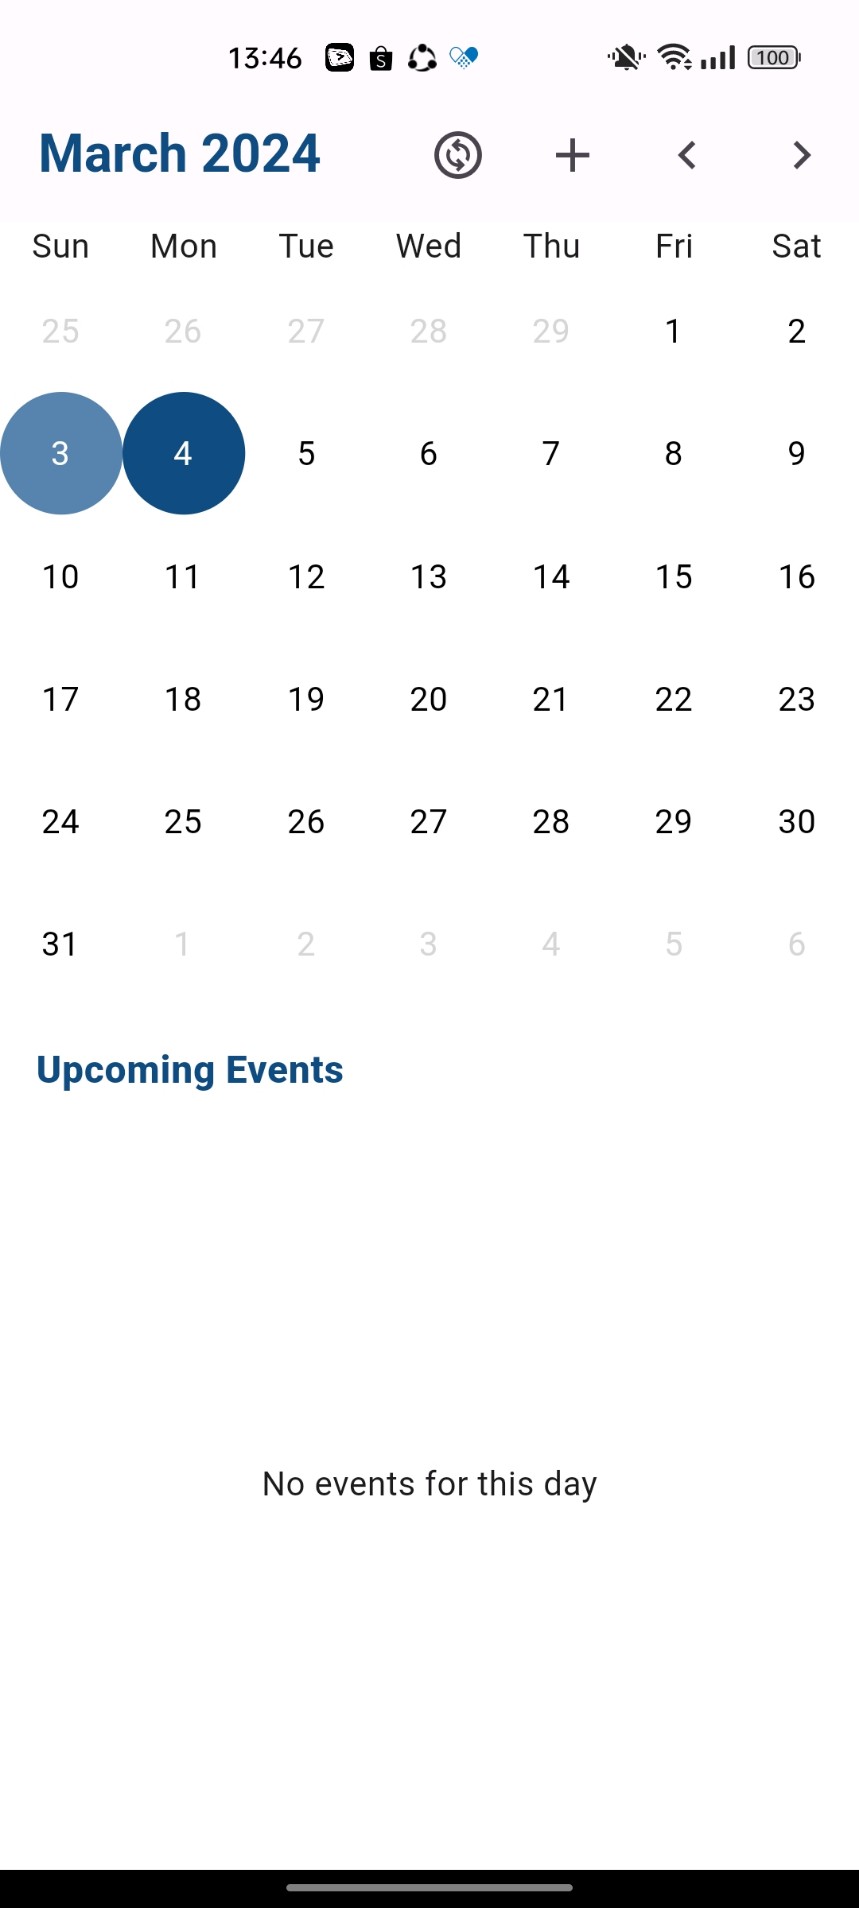 13:46 S 100
March 2024
Sun Mon Tue Wed Thu Fri Sat
25 26 27 28 29 1 2
3 4 5 6 7 8 9
10 11 12 13 14 15 16
17 18 19 20 21 22 23
24 25 26 27 28 29 30
31 1 2 3 4 5 6
Upcoming Events
No events for this day